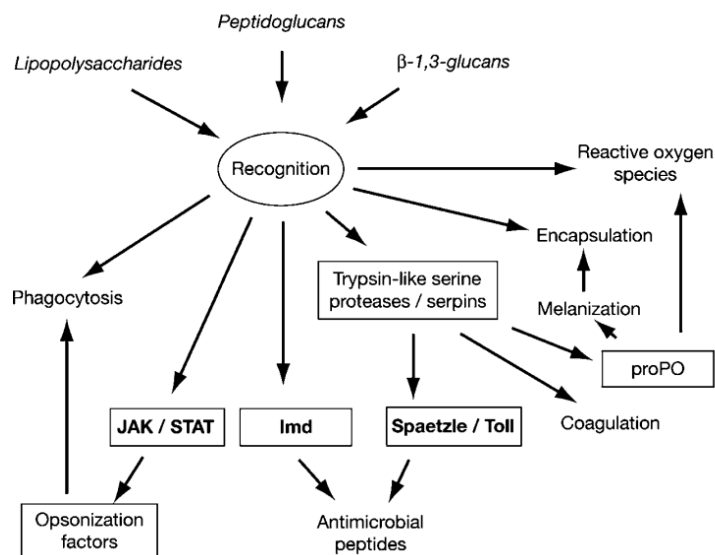 Peptidoglucans
Lipopolysaccharides
β-1,3-glucans
Recognition
Reactive oxygen
species
Encapsulation
Trypsin-like serine
proteases / serpins
Phagocytosis
Melanization
proPO
JAK / STAT
Imd
Spaetzle / Toll
Coagulation
Opsonization
factors
Antimicrobial
peptides